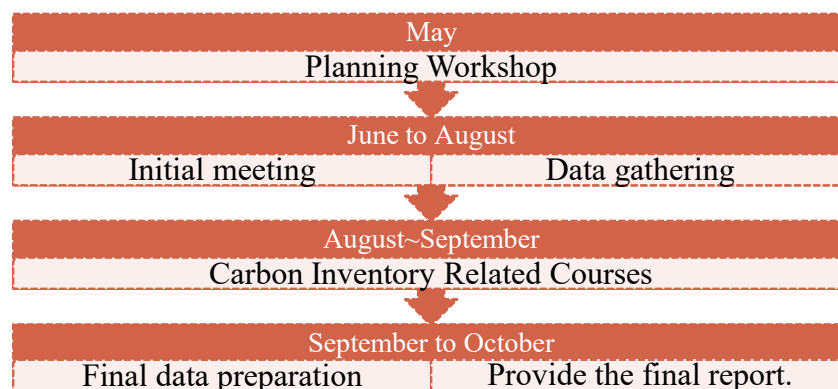 May
Planning Workshop
June to August
Initial meeting
Data gathering
August~September
Carbon Inventory Related Courses
September to October
Final data preparation
Provide the final report.